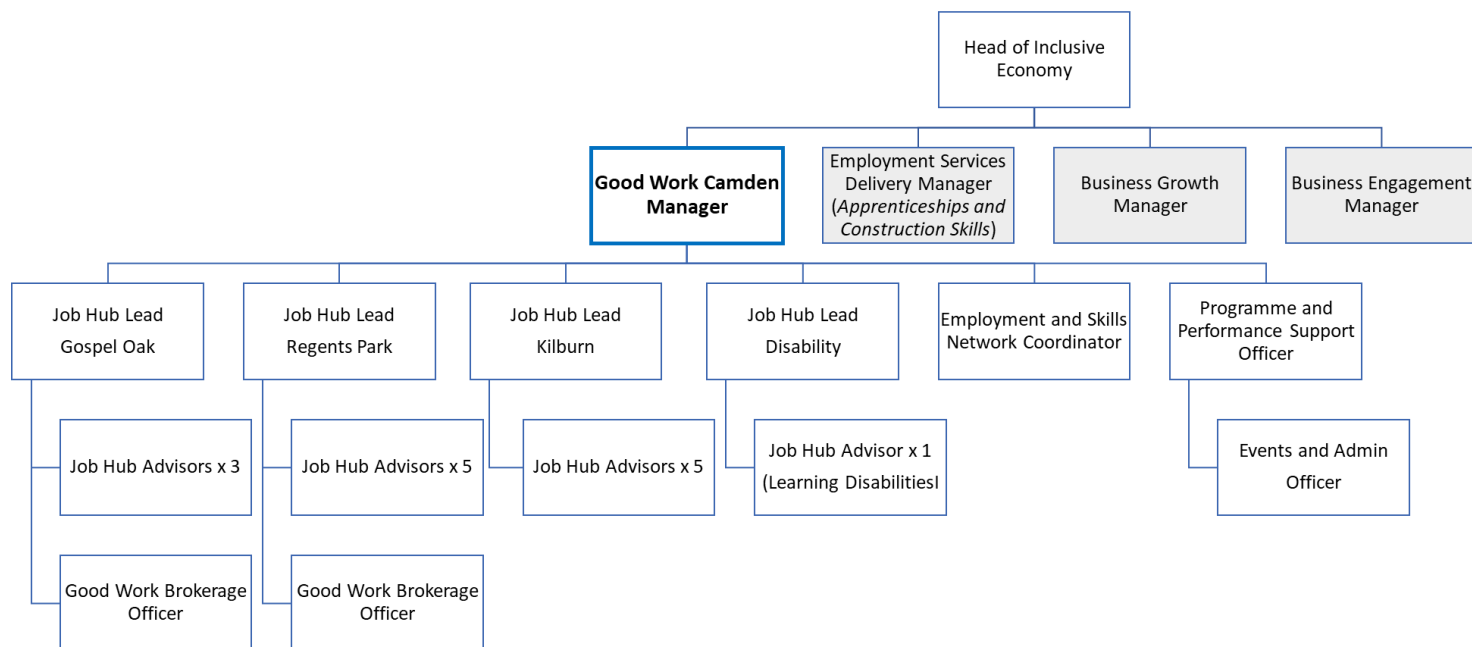 Head of Inclusive
Economy
Good Work Camden
Manager
Employment Services
Delivery Manager
(Apprenticeships and
Construction Skills)
Business Growth
Manager
Business Engagement
Manager
Job Hub Lead
Gospel Oak
Job Hub Lead
Regents Park
Job Hub Lead
Kilburn
Job Hub Lead
Disability
Employment and Skills
Network Coordinator
Programme and
Performance Support
Officer
Job Hub Advisors x 3
Job Hub Advisors x 5
Job Hub Advisors x 5
Job Hub Advisor x 1
(Learning DisabilitiesI
Events and Admin
Officer
Good Work Brokerage
Officer
Good Work Brokerage
Officer